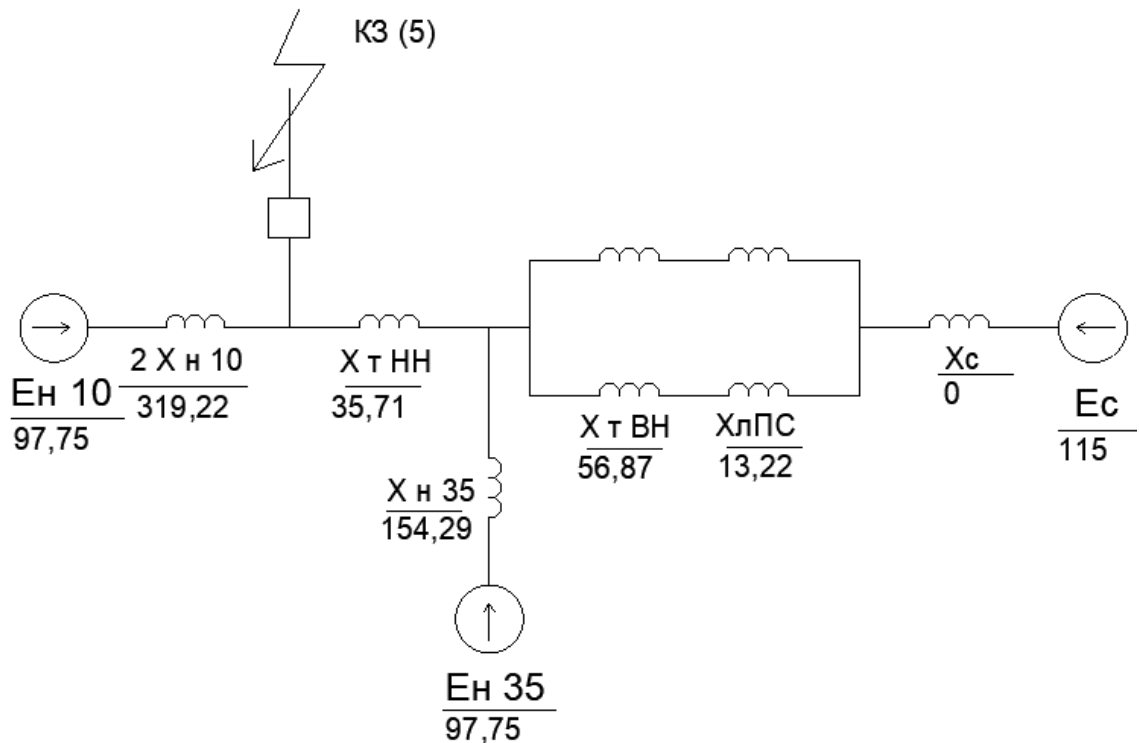 КЗ (5)
2 Х н 10
319,22
Х т НН
35,71
Ен 10
97,75
Х т ВН
56,87
ХлПС
13,22
Хс
0
Ес
115
Х н 35
154,29
Ен 35
97,75